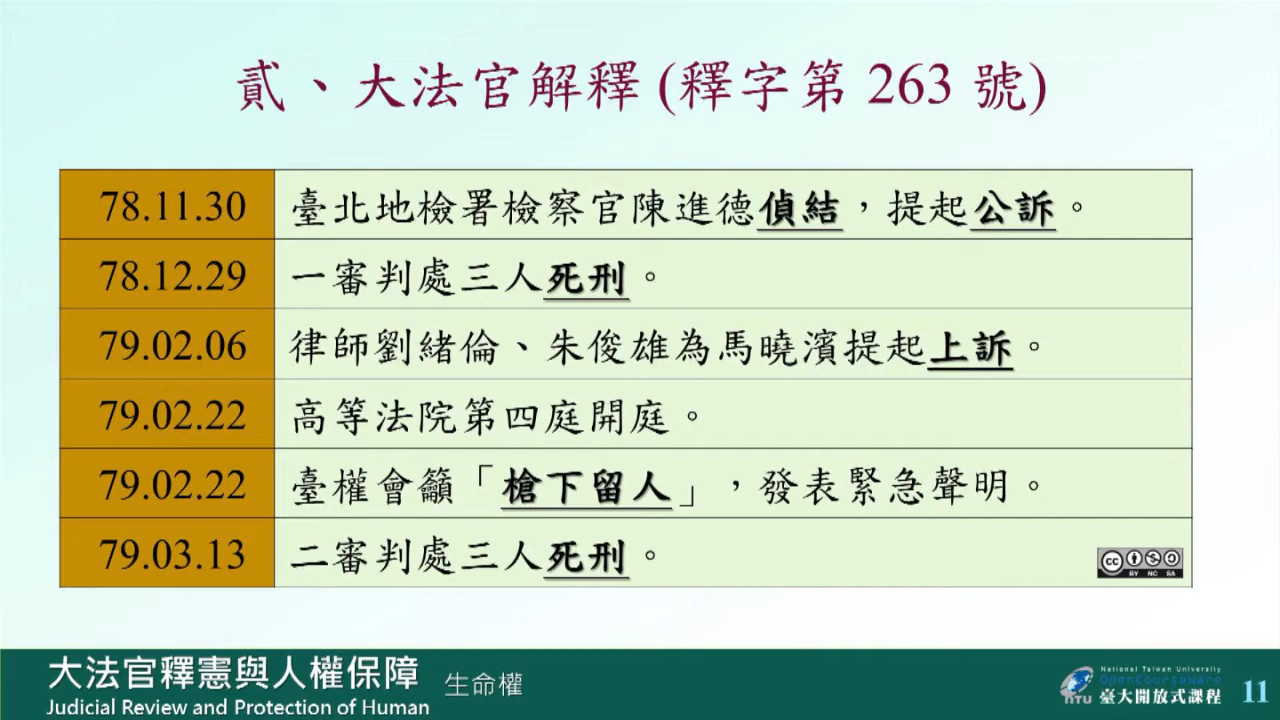 貳、大法官解釋 (釋字第 263 號)
78.11.30 臺北地檢署檢察官陳進德偵結，提起公訴。
78.12.29 一審判處三人死刑。
79.02.06 律師劉緒倫、朱俊雄為馬曉濱提起上訴。
79.02.22 高等法院第四庭開庭。
79.02.22 臺權會籲「槍下留人」，發表緊急聲明。
79.03.13 二審判處三人死刑。
cc BY NC SA
大法官釋憲與人權保障 生命權
Judicial Review and Protection of Human
National Taiwan University
OpenCourseWare
NTU 臺大開放式課程 11